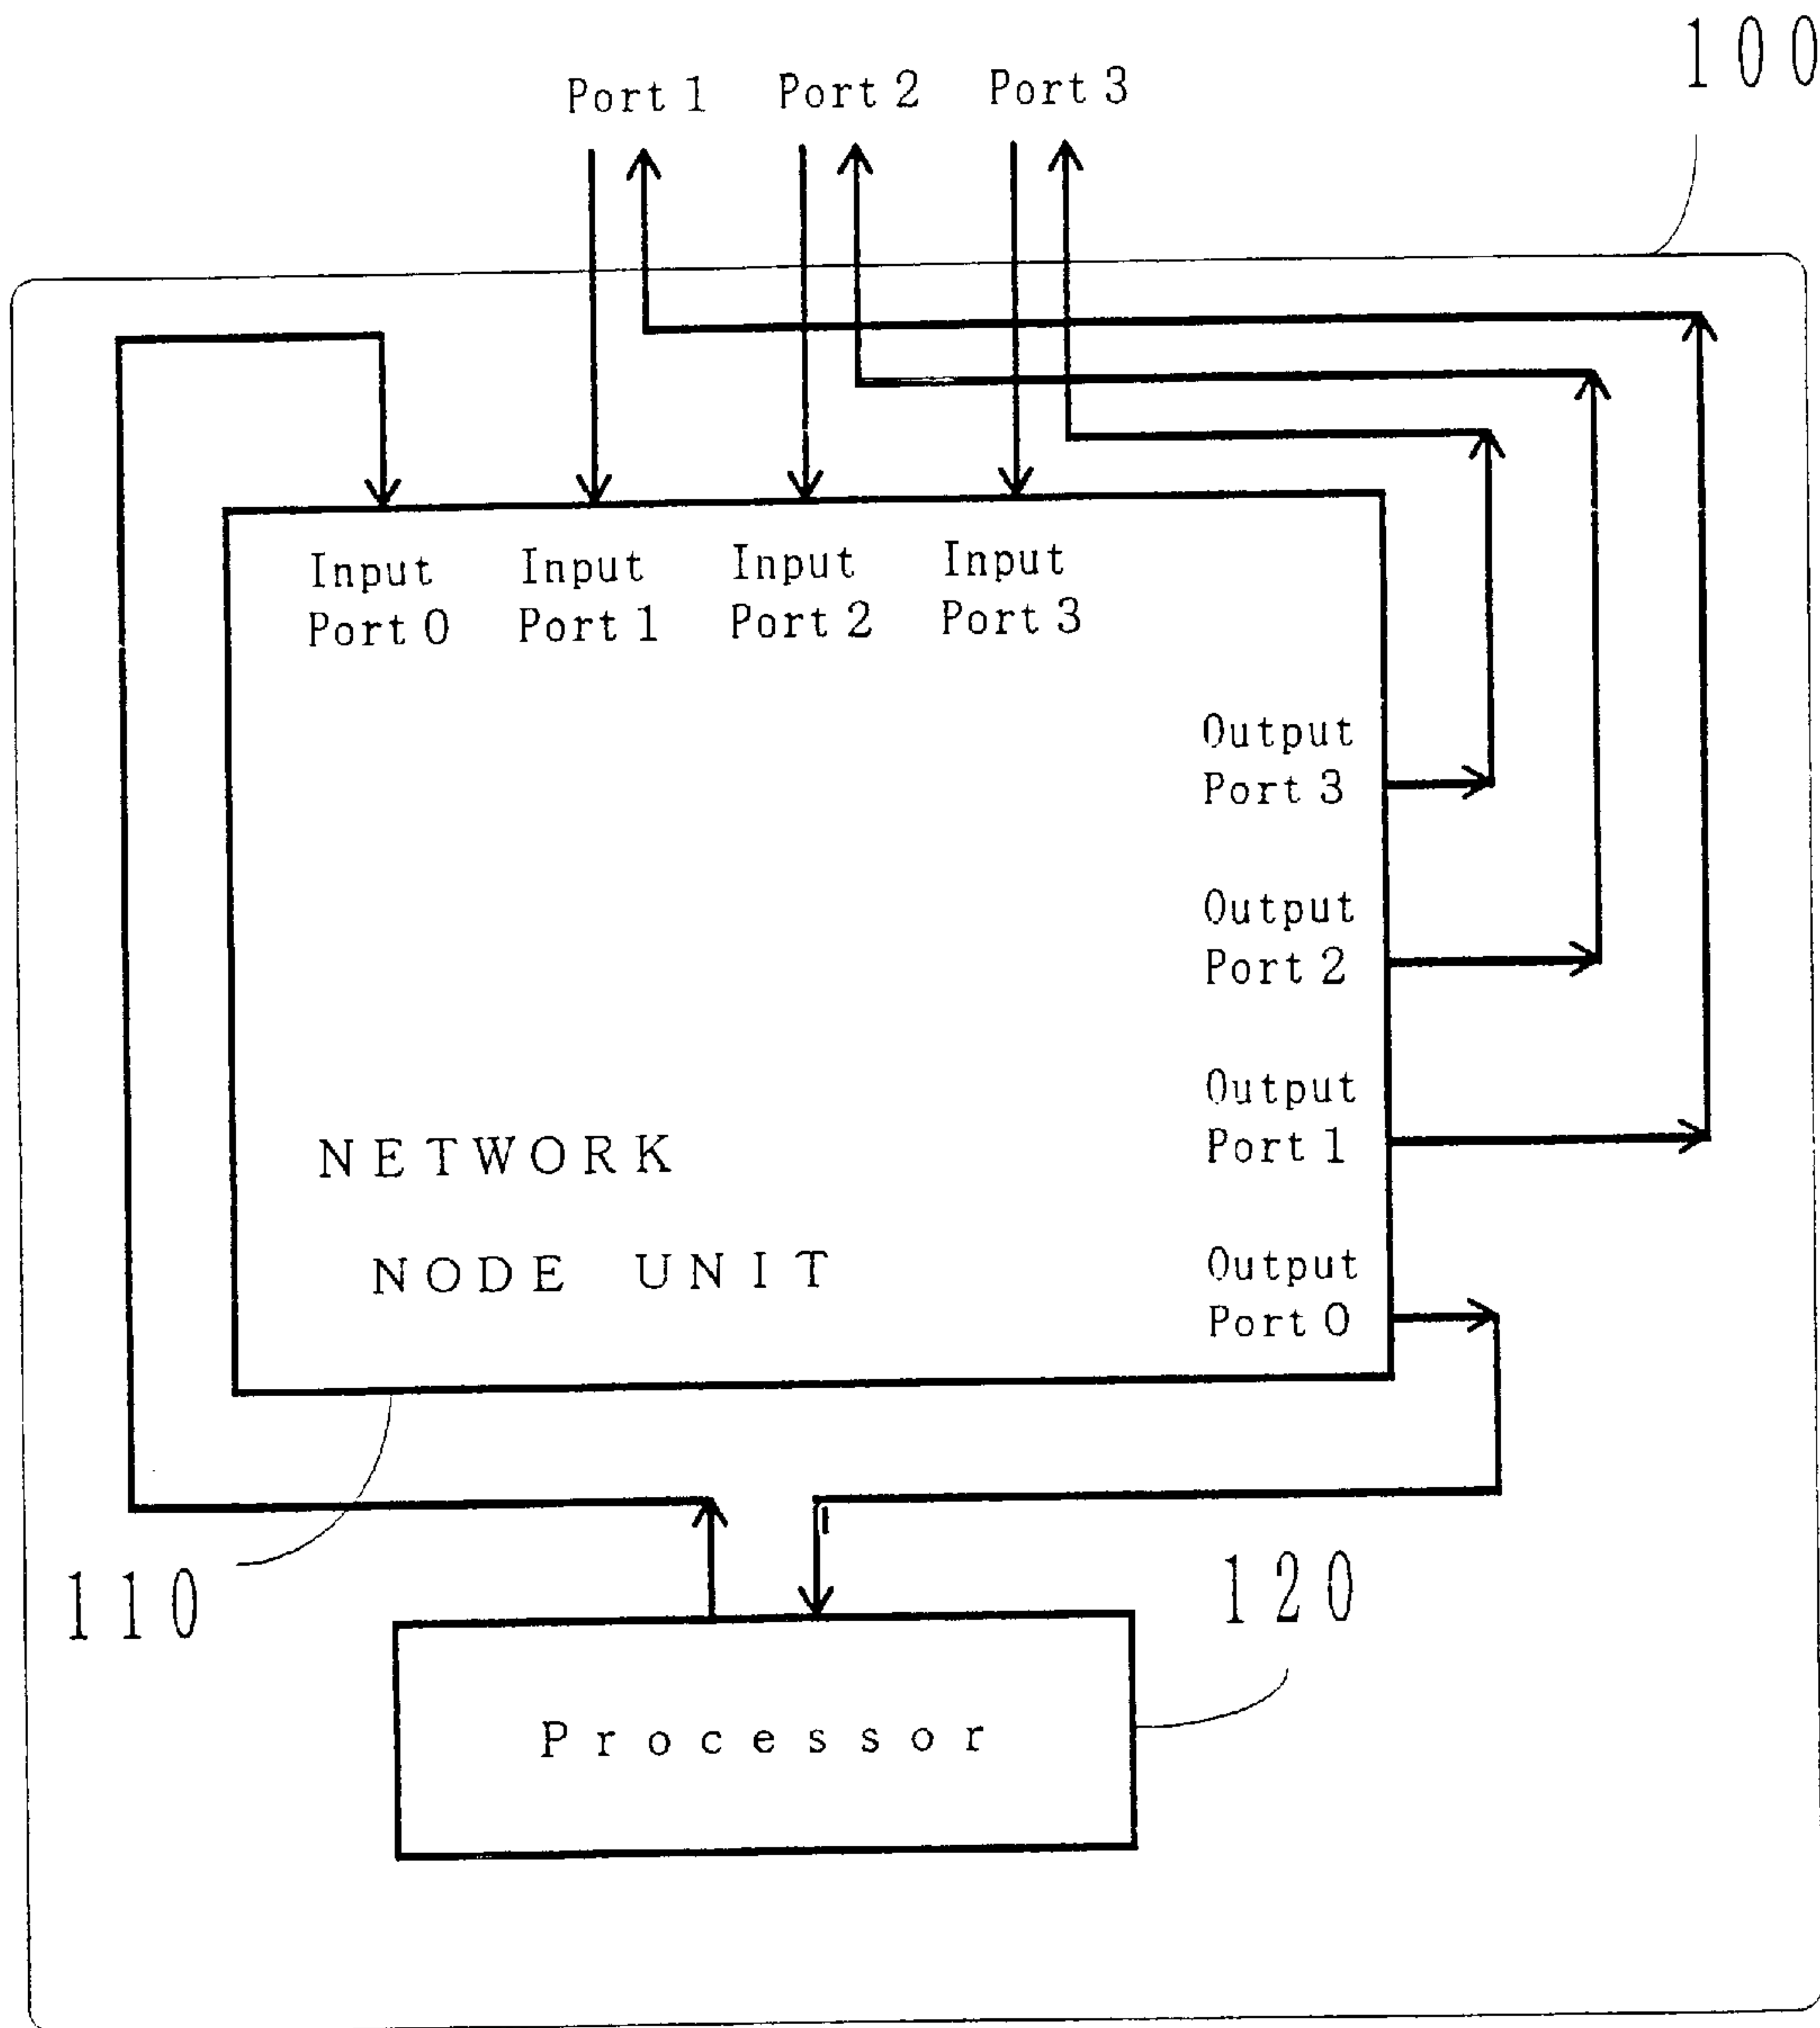 100
Port 1 Port 2 Port 3
Input Input Input Input
Port 0 Port 1 Port 2 Port 3
Output
Port 3
Output
Port 2
Output
Port 1
NETWORK
NODE UNIT
Output
Port 0
110
120
Processor